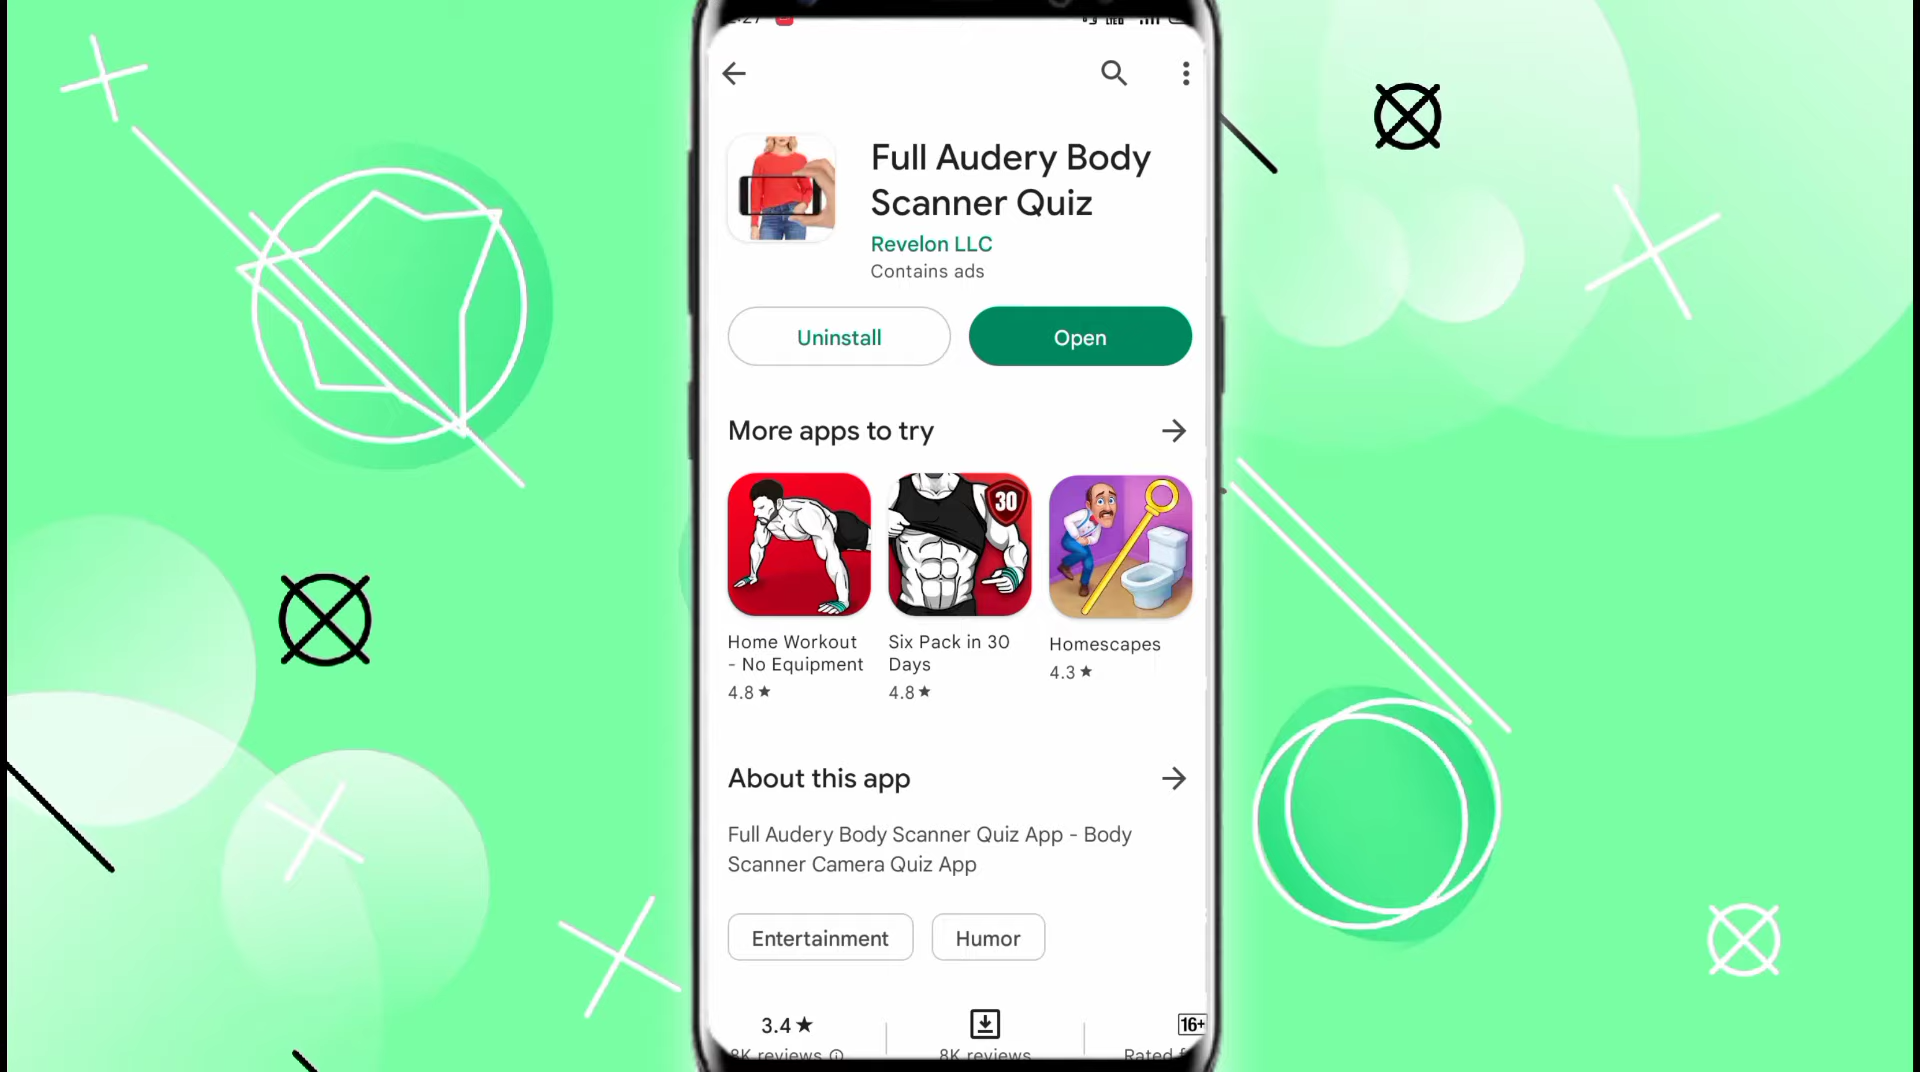 Full Audery Body
Scanner Quiz
Revelon LLC
Contains ads
Uninstall
Open
More apps to try
30
Home Workout
- No Equipment
4.8 ★
Six Pack in 30
Days
4.8 ★
Homescapes
4.3 ★
About this app
Full Audery Body Scanner Quiz App - Body
Scanner Camera Quiz App
Entertainment
Humor
3.4 ★
8K reviews
8K reviews
16+
Rated